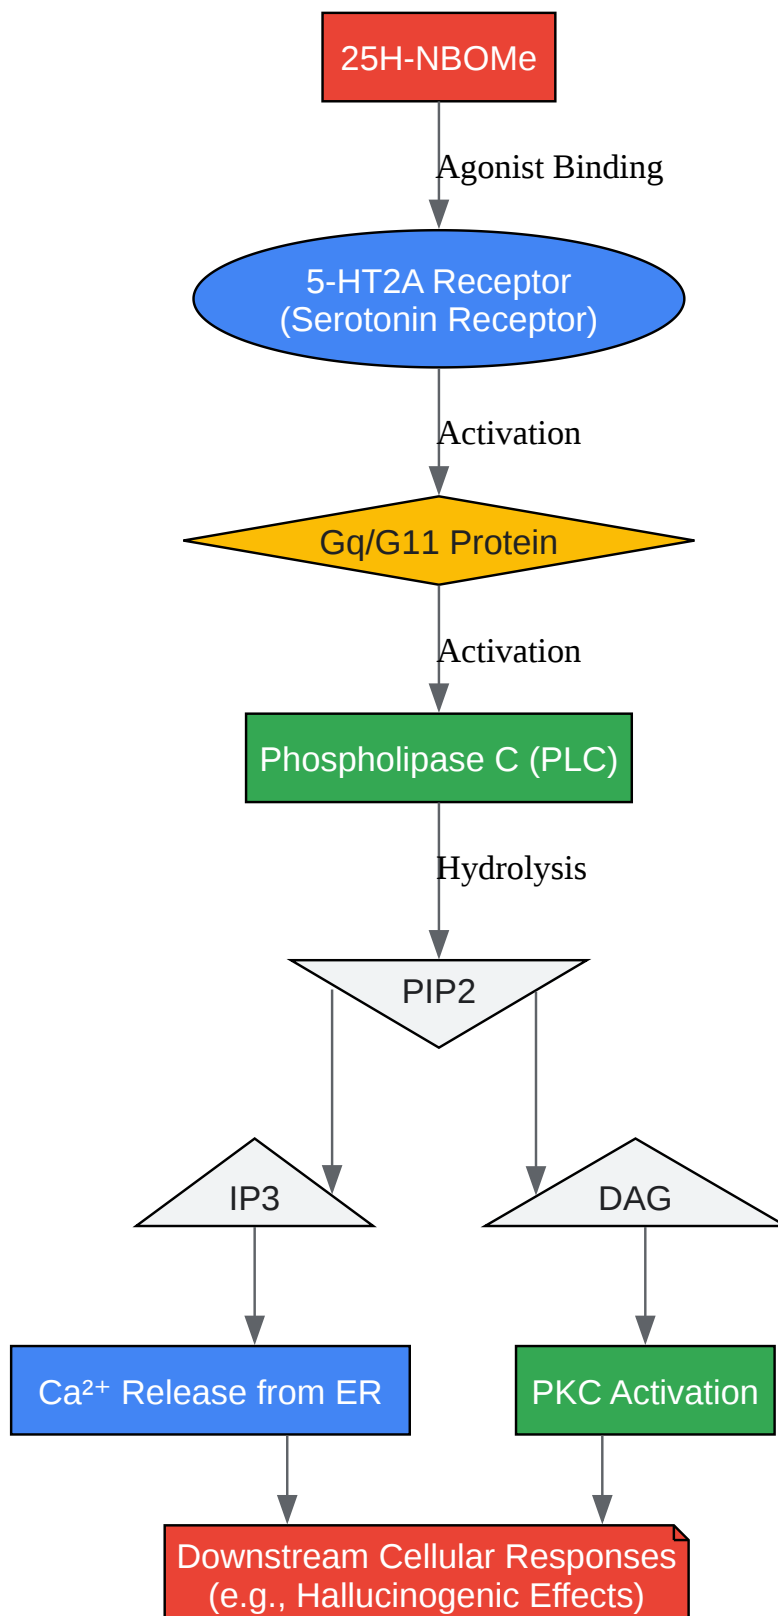 25H-NBOMe
Agonist Binding
5-HT2A Receptor
(Serotonin Receptor)
Activation
Gq/G11 Protein
Activation
Phospholipase C (PLC)
Hydrolysis
PIP2
IP3
DAG
Ca²⁺ Release from ER
PKC Activation
Downstream Cellular Responses
(e.g., Hallucinogenic Effects)